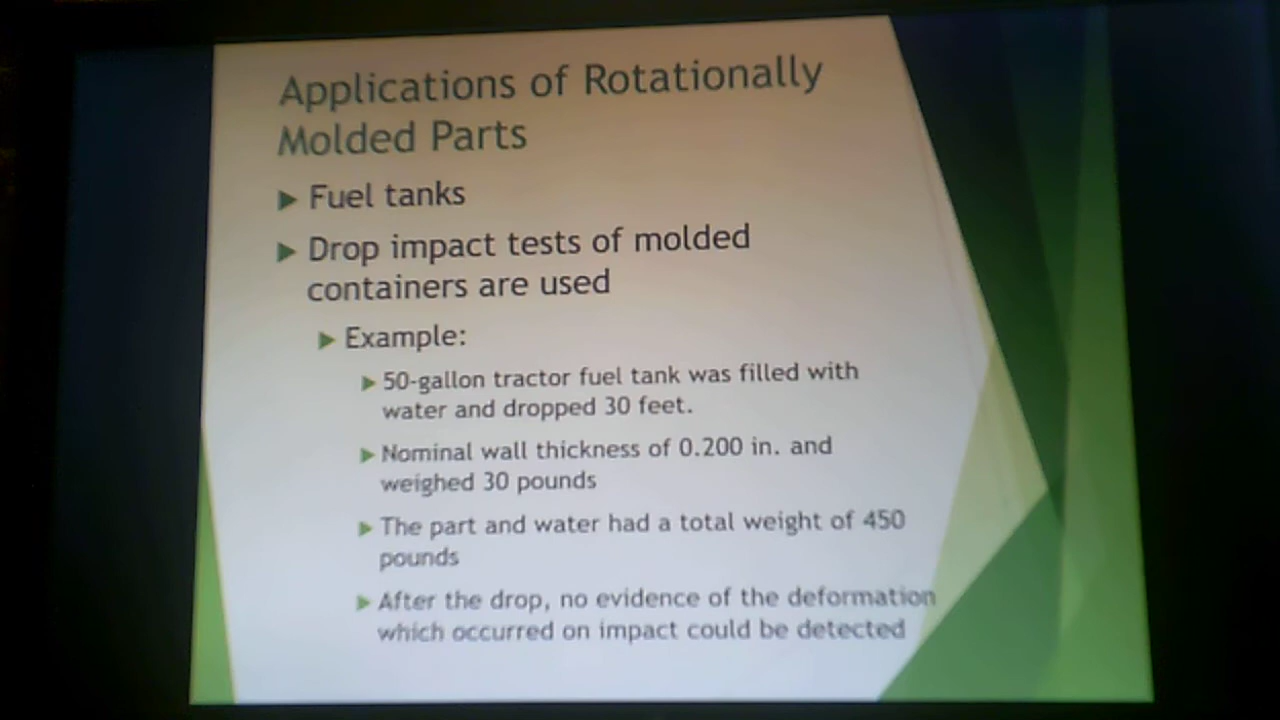 Applications of Rotationally
Molded Parts
Fuel tanks
Drop impact tests of molded
containers are used
Example:
50-gallon tractor fuel tank was filled with
water and dropped 30 feet.
Nominal wall thickness of 0.200 in. and
weighed 30 pounds
The part and water had a total weight of 450
pounds
After the drop, no evidence of the deformation
which occurred on impact could be detected